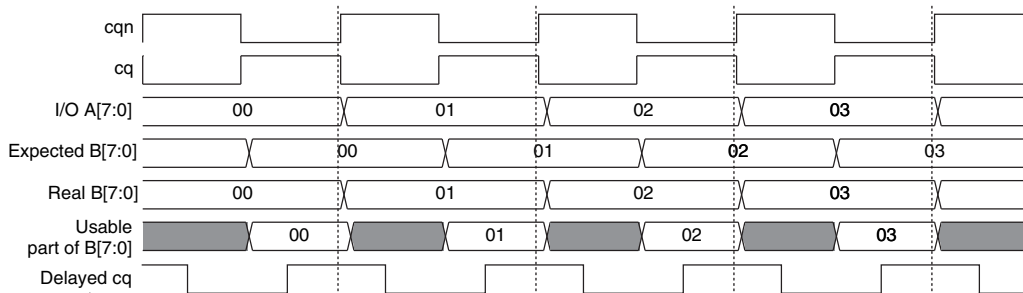 cqn
cq
I/O A[7:0] 00 01 02 03
Expected B[7:0] 00 01 02 03
Real B[7:0] 00 01 02 03
Usable
part of B[7:0] 00 01 02 03
Delayed cq